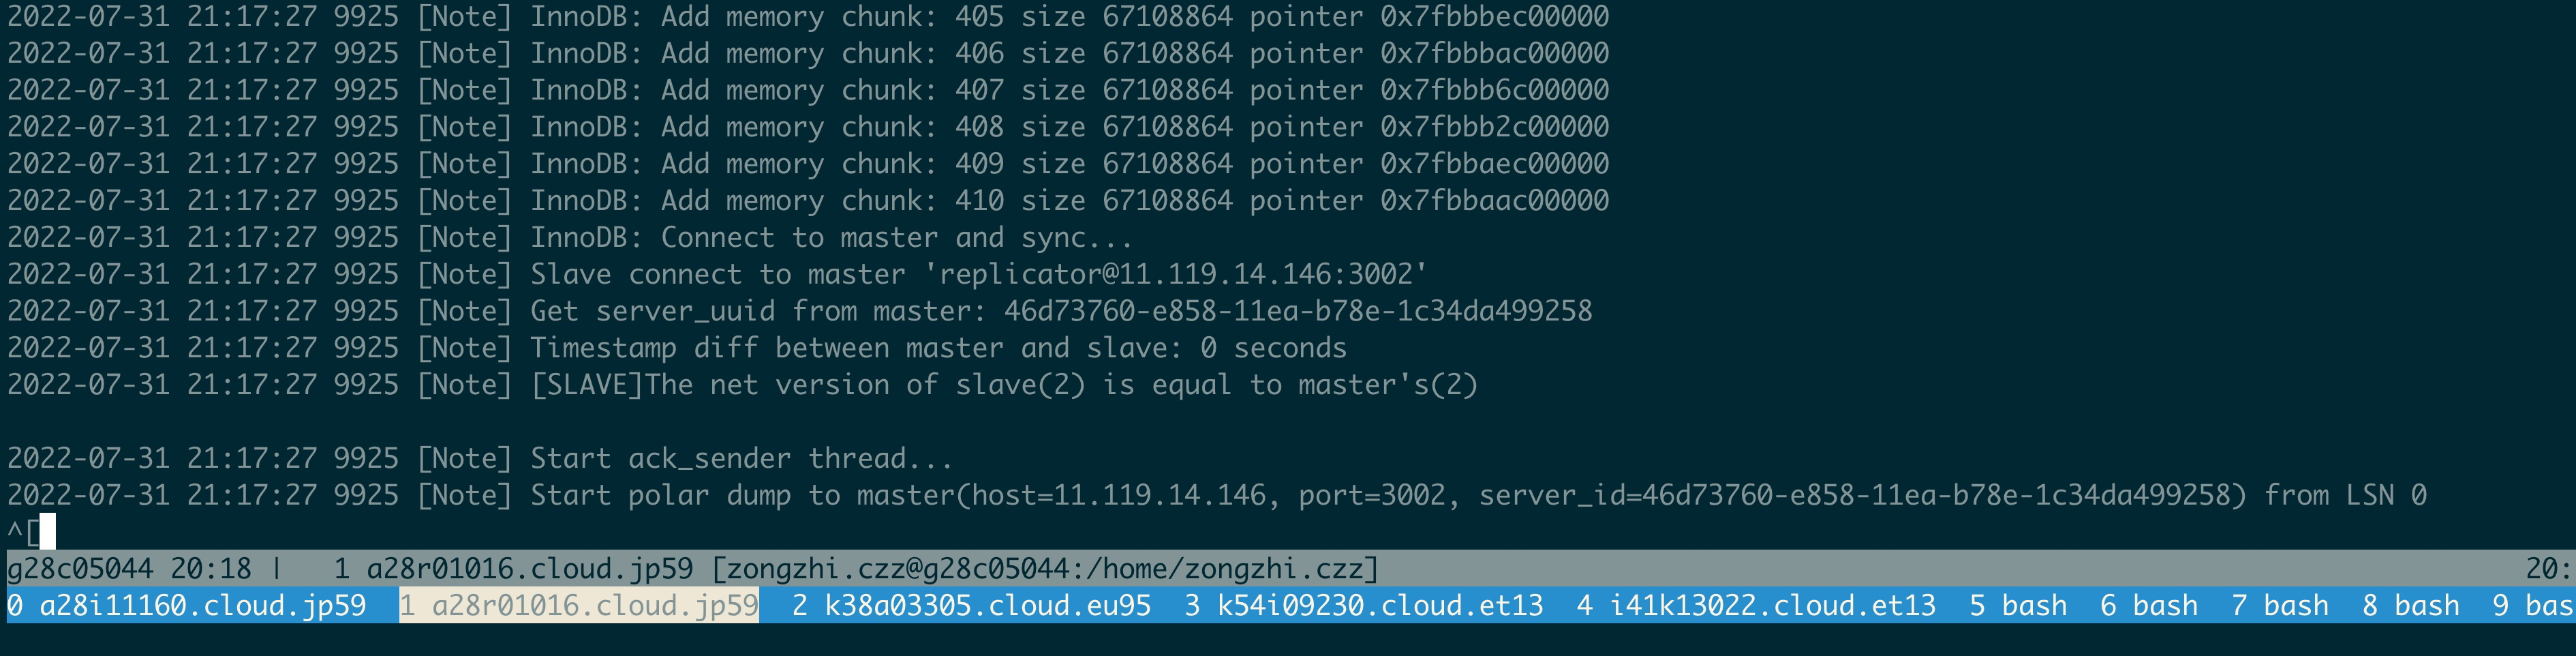 2022-07-31 21:17:27 9925 [Note] InnoDB: Add memory chunk: 405 size 67108864 pointer 0x7fbbbec00000
2022-07-31 21:17:27 9925 [Note] InnoDB: Add memory chunk: 406 size 67108864 pointer 0x7fbbbac00000
2022-07-31 21:17:27 9925 [Note] InnoDB: Add memory chunk: 407 size 67108864 pointer 0x7fbbb6c00000
2022-07-31 21:17:27 9925 [Note] InnoDB: Add memory chunk: 408 size 67108864 pointer 0x7fbbb2c00000
2022-07-31 21:17:27 9925 [Note] InnoDB: Add memory chunk: 409 size 67108864 pointer 0x7fbbaec00000
2022-07-31 21:17:27 9925 [Note] InnoDB: Add memory chunk: 410 size 67108864 pointer 0x7fbbaac00000
2022-07-31 21:17:27 9925 [Note] InnoDB: Connect to master and sync...
2022-07-31 21:17:27 9925 [Note] Slave connect to master 'replicator@11.119.14.146:3002'
2022-07-31 21:17:27 9925 [Note] Get server_uuid from master: 46d73760-e858-11ea-b78e-1c34da499258
2022-07-31 21:17:27 9925 [Note] Timestamp diff between master and slave: 0 seconds
2022-07-31 21:17:27 9925 [Note] [SLAVE]The net version of slave(2) is equal to master's(2)
2022-07-31 21:17:27 9925 [Note] Start ack_sender thread...
2022-07-31 21:17:27 9925 [Note] Start polar dump to master(host=11.119.14.146, port=3002, server_id=46d73760-e858-11ea-b78e-1c34da499258) from LSN 0
^[
g28c05044 20:18 | 1 a28r01016.cloud.jp59 [zongzhi.czz@g28c05044:/home/zongzhi.czz] 20:
0 a28i11160.cloud.jp59 1 a28r01016.cloud.jp59 2 k38a03305.cloud.eu95 3 k54i09230.cloud.et13 4 i41k13022.cloud.et13 5 bash 6 bash 7 bash 8 bash 9 bas